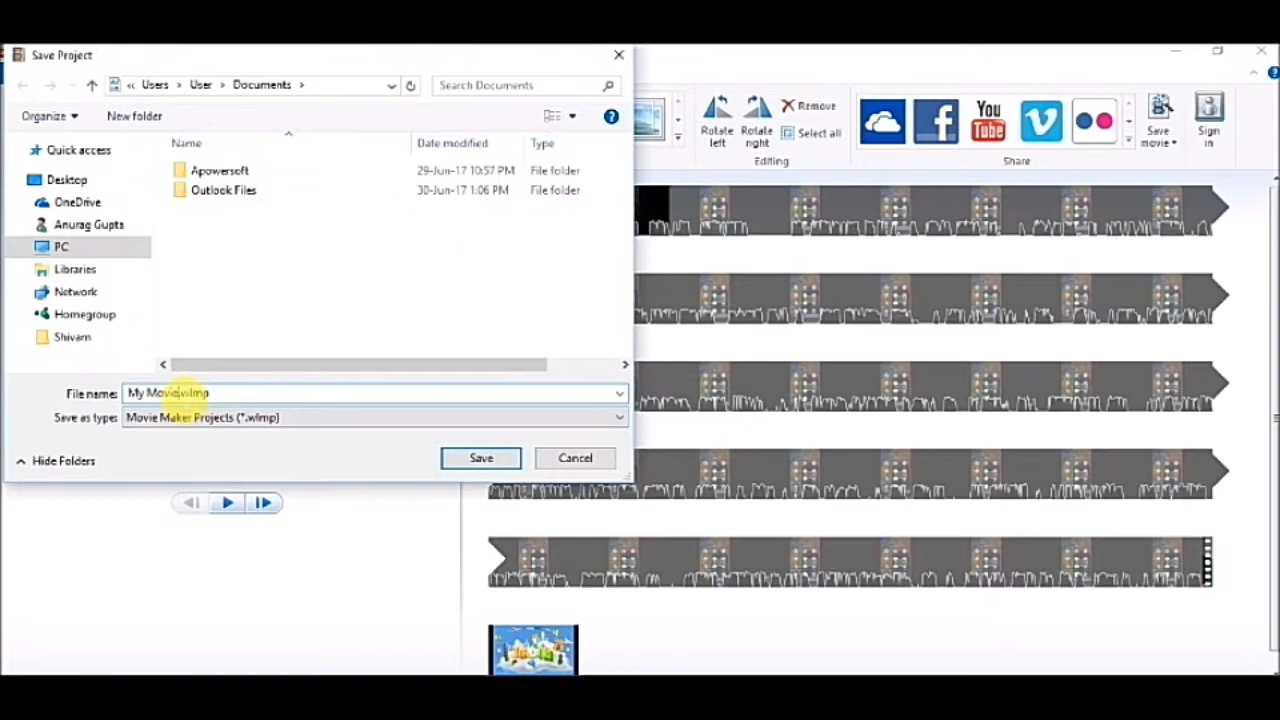 Save Project
« Users › User › Documents ›
Search Documents
Organize
New folder
Name
Date modified
Type
Quick access
Desktop
OneDrive
Anurag Gupta
PC
Libraries
Network
Homegroup
Shivam
Apowersoft
29-Jun-17 10:57 PM
File folder
Outlook Files
30-Jun-17 1:06 PM
File folder
File name:
My Movie.wlmp
Save as type:
Movie Maker Projects (*.wlmp)
Hide Folders
Save
Cancel
Rotate left
Rotate right
Remove
Select all
Editing
You Tube
Share
Save movie
Sign in